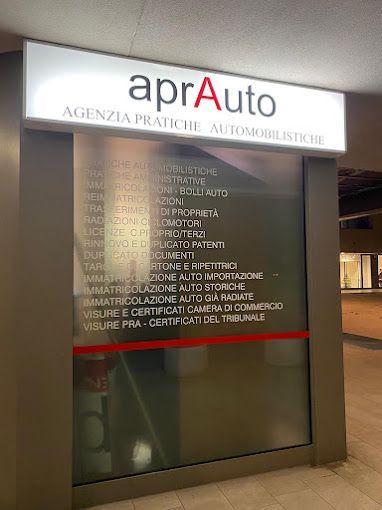 aprAuto
AGENZIA PRATICHE AUTOMOBILISTICHE
PRATICHE AUTOMOBILISTICHE
PRATICHE AMMINISTRATIVE
IMMATRICOLAZIONI - BOLLI AUTO
REIMMATRICOLAZIONI
TRASFERIMENTI DI PROPRIETÀ
RADIAZIONI CICLOMOTORI
LICENZE C/PROPRIO/TERZI
RINNOVO E DUPLICATO PATENTI
DUPLICATO DOCUMENTI
TARGHE CARTONE E RIPETITRICI
IMMATRICOLAZIONE AUTO IMPORTAZIONE
IMMATRICOLAZIONE AUTO STORICHE
IMMATRICOLAZIONE AUTO GIÀ RADIATE
VISURE E CERTIFICATI CAMERA DI COMMERCIO
VISURE PRA - CERTIFICATI DEL TRIBUNALE